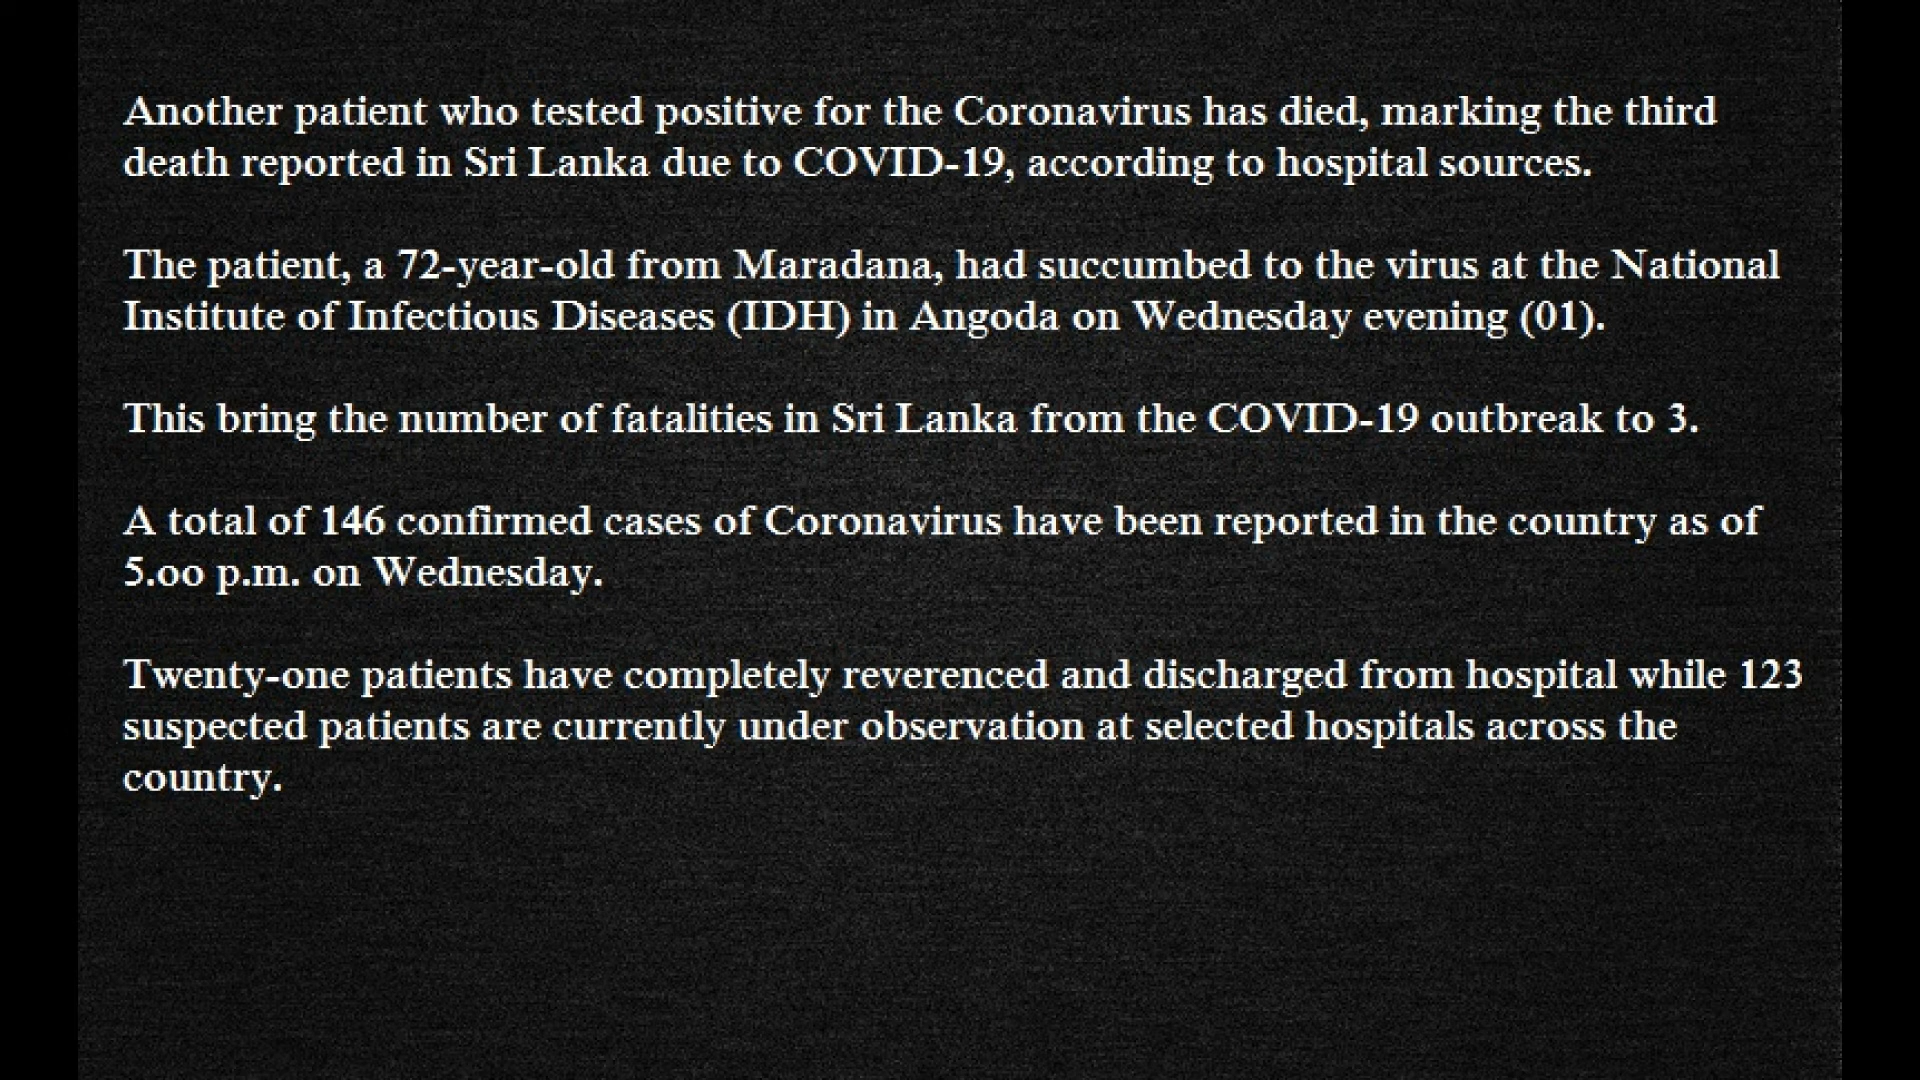 Another patient who tested positive for the Coronavirus has died, marking the third
death reported in Sri Lanka due to COVID-19, according to hospital sources.
The patient, a 72-year-old from Maradana, had succumbed to the virus at the National
Institute of Infectious Diseases (IDH) in Angoda on Wednesday evening (01).
This bring the number of fatalities in Sri Lanka from the COVID-19 outbreak to 3.
A total of 146 confirmed cases of Coronavirus have been reported in the country as of
5.oo p.m. on Wednesday.
Twenty-one patients have completely reverenced and discharged from hospital while 123
suspected patients are currently under observation at selected hospitals across the
country.